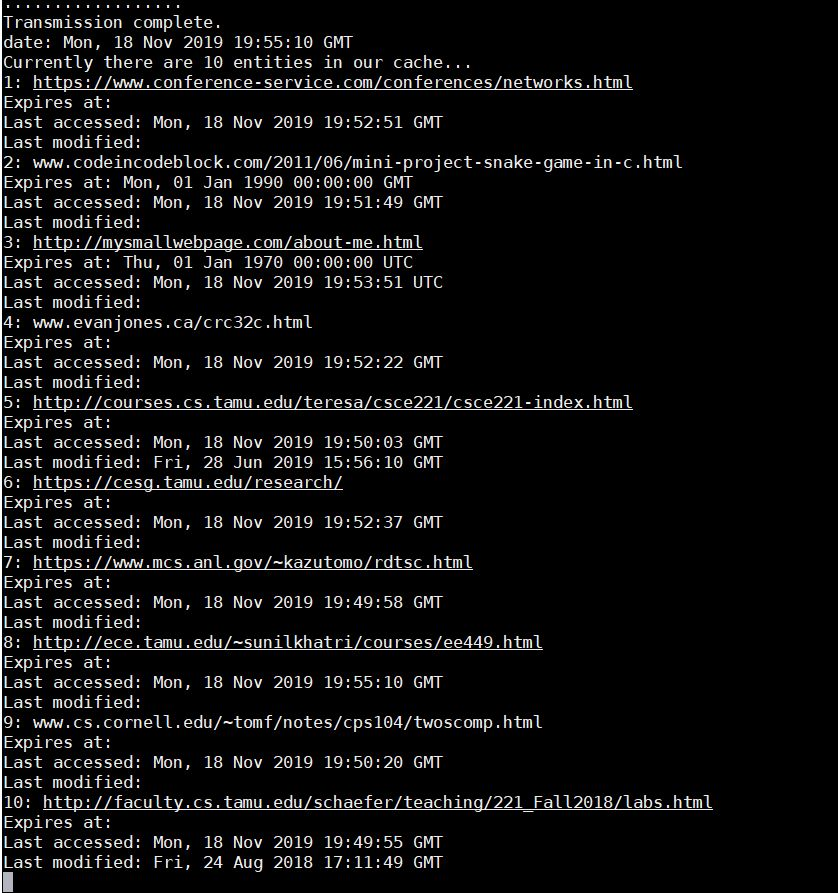 ..................
Transmission complete.
date: Mon, 18 Nov 2019 19:55:10 GMT
Currently there are 10 entities in our cache...
1: https://www.conference-service.com/conferences/networks.html
Expires at:
Last accessed: Mon, 18 Nov 2019 19:52:51 GMT
Last modified:
2: www.codeincodeblock.com/2011/06/mini-project-snake-game-in-c.html
Expires at: Mon, 01 Jan 1990 00:00:00 GMT
Last accessed: Mon, 18 Nov 2019 19:51:49 GMT
Last modified:
3: http://mysmallwebpage.com/about-me.html
Expires at: Thu, 01 Jan 1970 00:00:00 UTC
Last accessed: Mon, 18 Nov 2019 19:53:51 UTC
Last modified:
4: www.evanjones.ca/crc32c.html
Expires at:
Last accessed: Mon, 18 Nov 2019 19:52:22 GMT
Last modified:
5: http://courses.cs.tamu.edu/teresa/csce221/csce221-index.html
Expires at:
Last accessed: Mon, 18 Nov 2019 19:50:03 GMT
Last modified: Fri, 28 Jun 2019 15:56:10 GMT
6: https://cesg.tamu.edu/research/
Expires at:
Last accessed: Mon, 18 Nov 2019 19:52:37 GMT
Last modified:
7: https://www.mcs.anl.gov/~kazutomo/rdtsc.html
Expires at:
Last accessed: Mon, 18 Nov 2019 19:49:58 GMT
Last modified:
8: http://ece.tamu.edu/~sunilkhatri/courses/ee449.html
Expires at:
Last accessed: Mon, 18 Nov 2019 19:55:10 GMT
Last modified:
9: www.cs.cornell.edu/~tomf/notes/cps104/twoscomp.html
Expires at:
Last accessed: Mon, 18 Nov 2019 19:50:20 GMT
Last modified:
10: http://faculty.cs.tamu.edu/schaefer/teaching/221_Fall2018/labs.html
Expires at:
Last accessed: Mon, 18 Nov 2019 19:49:55 GMT
Last modified: Fri, 24 Aug 2018 17:11:49 GMT